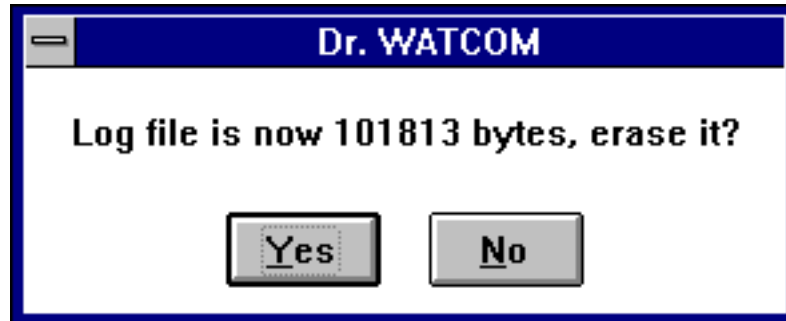 Dr. WATCOM
Log file is now 101813 bytes, erase it?
Yes No